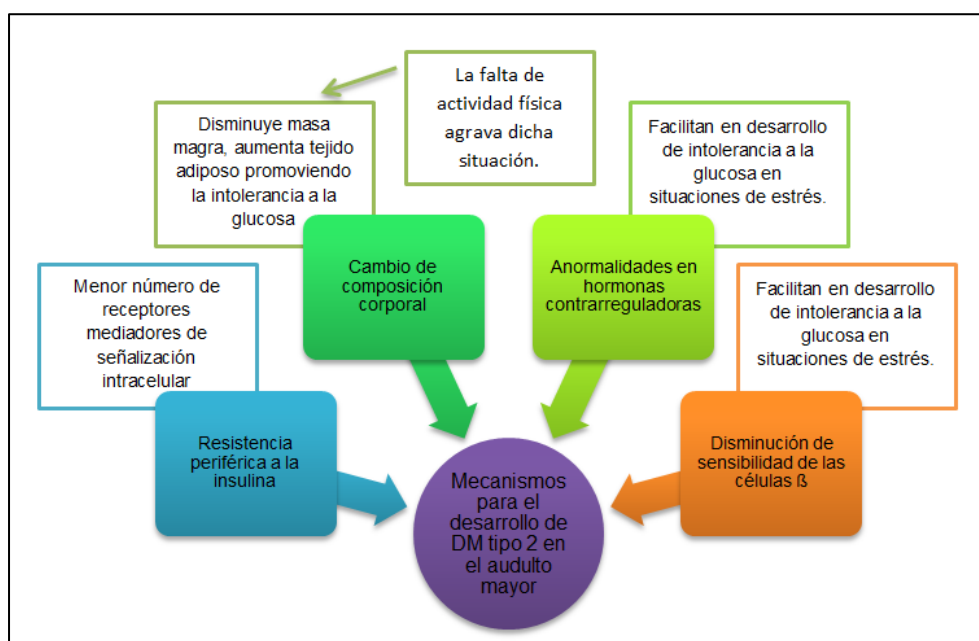 La falta de
actividad física
agrava dicha
situación.
Disminuye masa
magra, aumenta tejido
adiposo promoviendo
la intolerancia a la
glucosa
Facilitan en desarrollo
de intolerancia a la
glucosa en
situaciones de estrés.
Menor número de
receptores
mediadores de
señalización
intracelular
Cambio de
composición
corporal
Anormalidades en
hormonas
contrarreguladoras
Facilitan en desarrollo
de intolerancia a la
glucosa en
situaciones de estrés.
Resistencia
periférica a la
insulina
Disminución de
sensibilidad de las
células ß
Mecanismos
para el
desarrollo de
DM tipo 2 en
el audulto
mayor